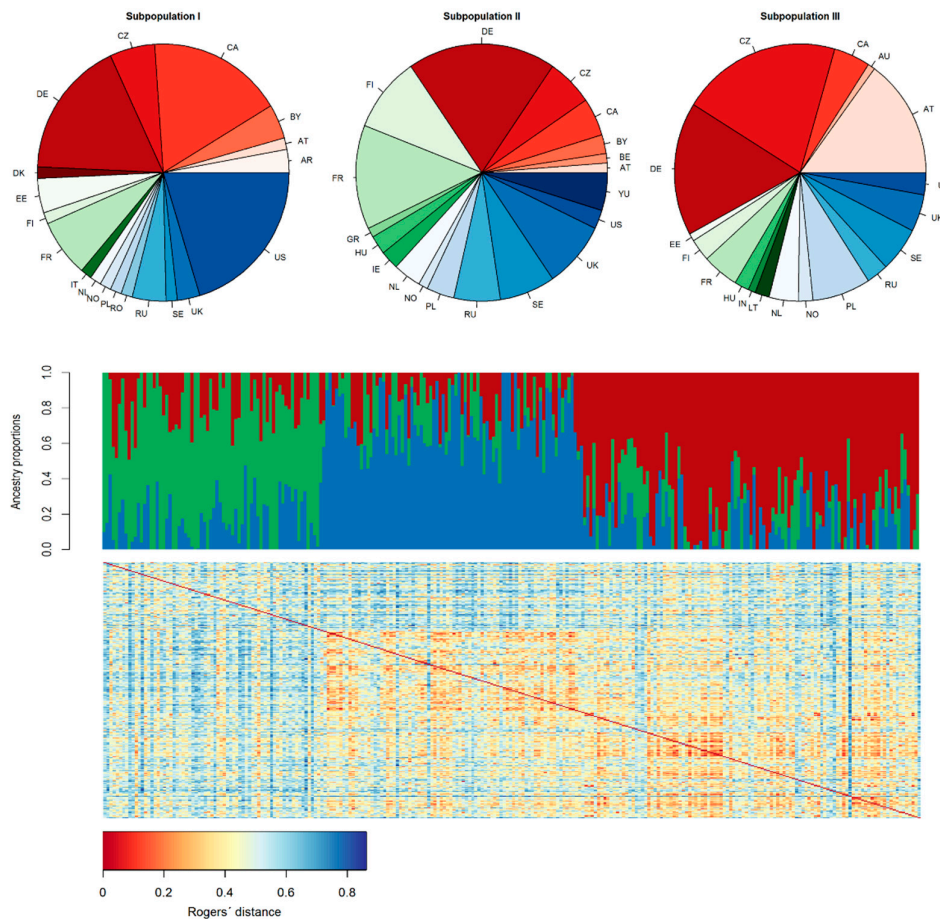 Subpopulation I
Subpopulation II
Subpopulation III
CZ
CA
DE
BY
AT
AR
DK
EE
FI
FR
IT
NL
NO
PL
RO
RU
SE
UK
US
DE
CZ
FI
CA
BY
BE
AT
FR
YU
US
GR
HU
IE
UK
NL
NO
PL
RU
SE
CZ
CA
AU
AT
DE
UK
EE
FI
SE
FR
RU
HU
IN
LT
NL
NO
PL
Ancestry proportions
1.0
0.8
0.6
0.4
0.2
0.0
0 0.2 0.4 0.6 0.8
Rogers´ distance